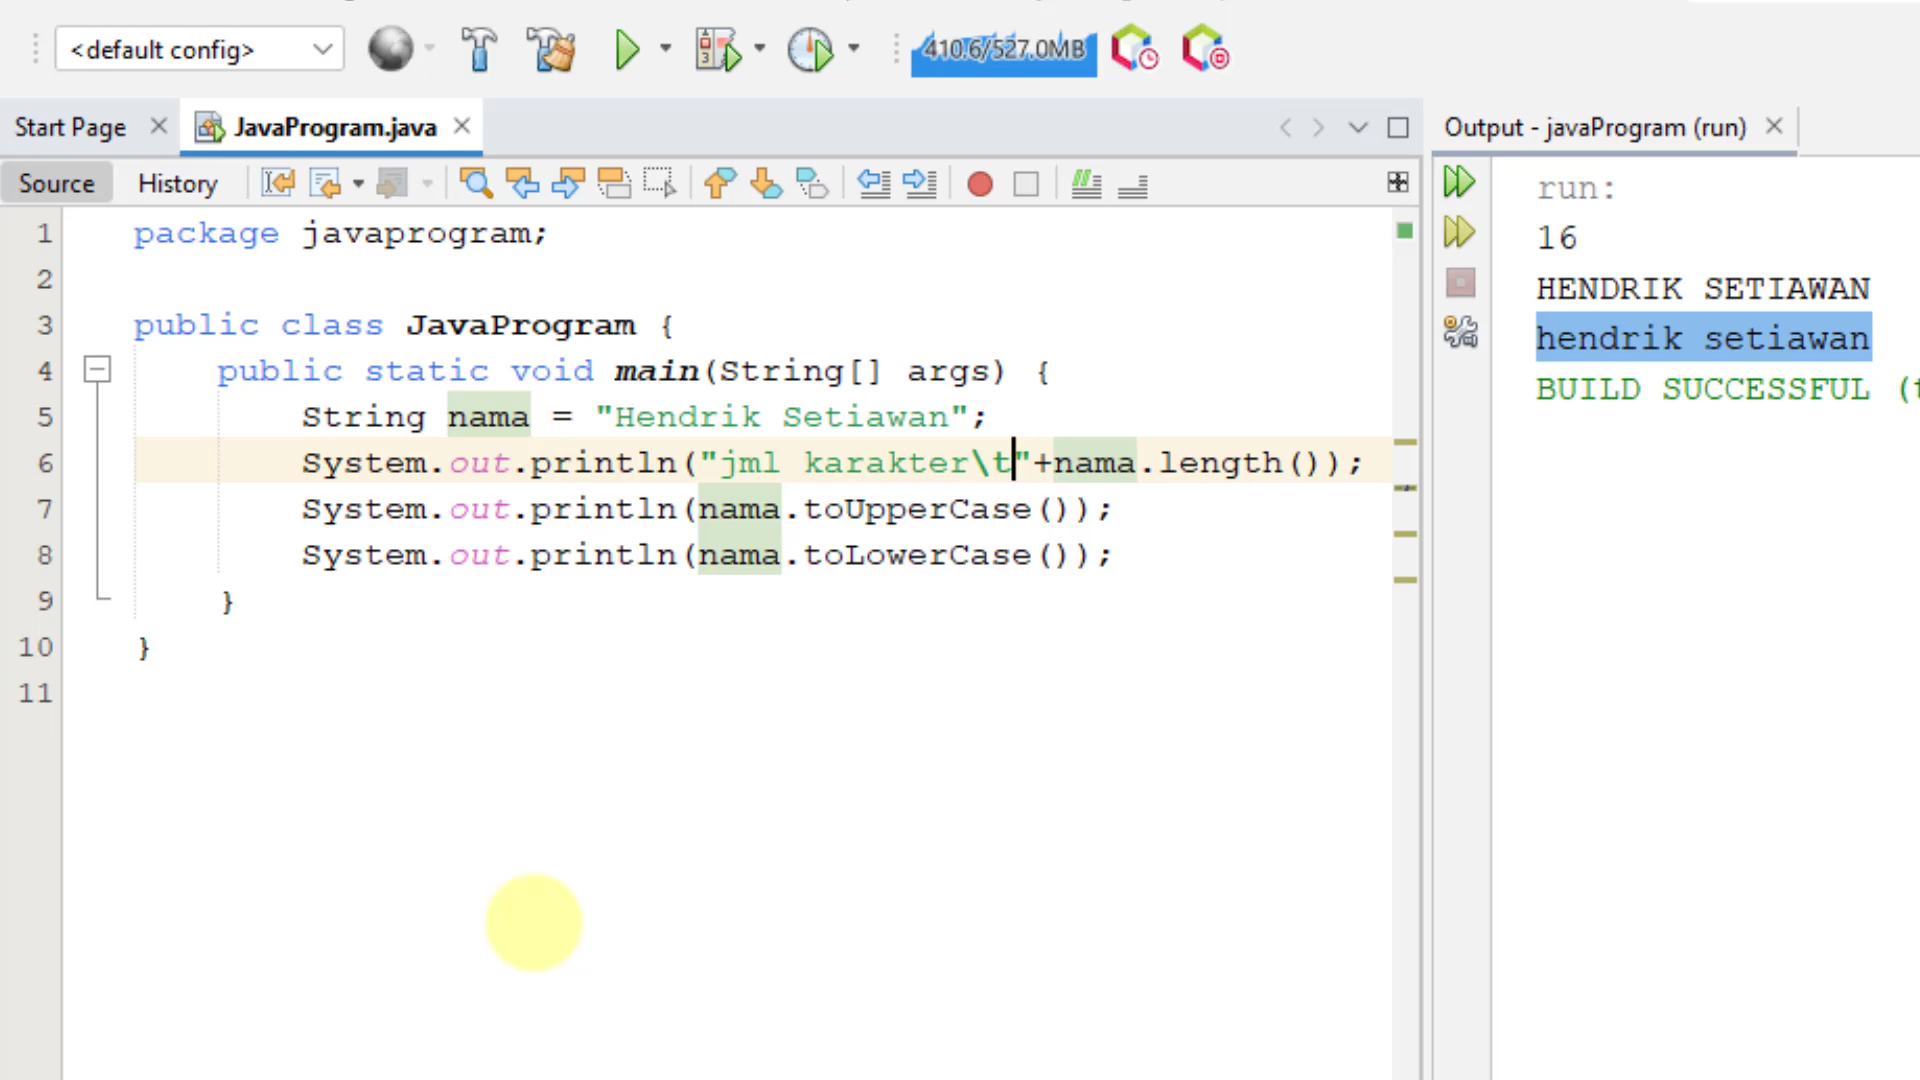 <default config>
410.6/527.0MB
Start Page
JavaProgram.java
Output - javaProgram (run)
Source
History
1 package javaprogram;
2
3 public class JavaProgram {
4 public static void main(String[] args) {
5 String nama = "Hendrik Setiawan";
6 System.out.println("jml karakter\t"+nama.length());
7 System.out.println(nama.toUpperCase());
8 System.out.println(nama.toLowerCase());
9 }
10 }
11
run:
16
HENDRIK SETIAWAN
hendrik setiawan
BUILD SUCCESSFUL (